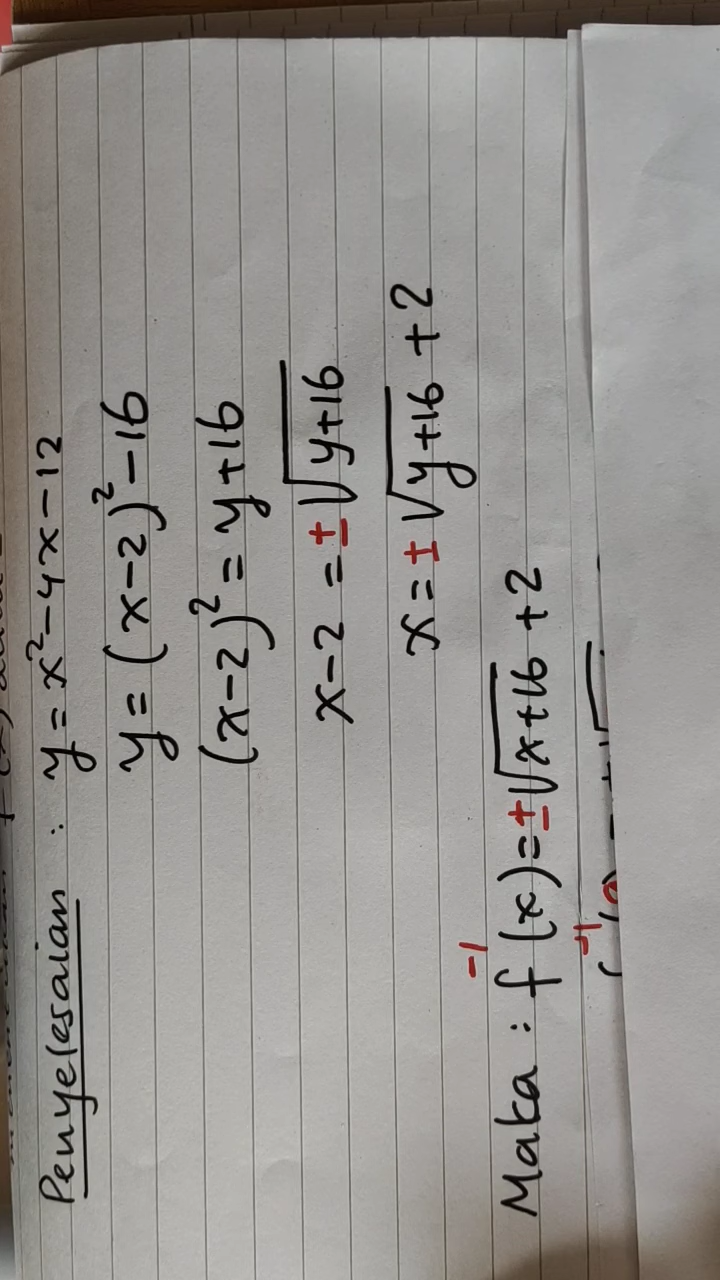 Penyelesaian : y = x² - 4x - 12
y = (x-2)² - 16
(x-2)² = y+16
x-2 = ±√(y+16)
x = ±√(y+16) + 2
Maka : f⁻¹(x) = ±√(x+16) + 2